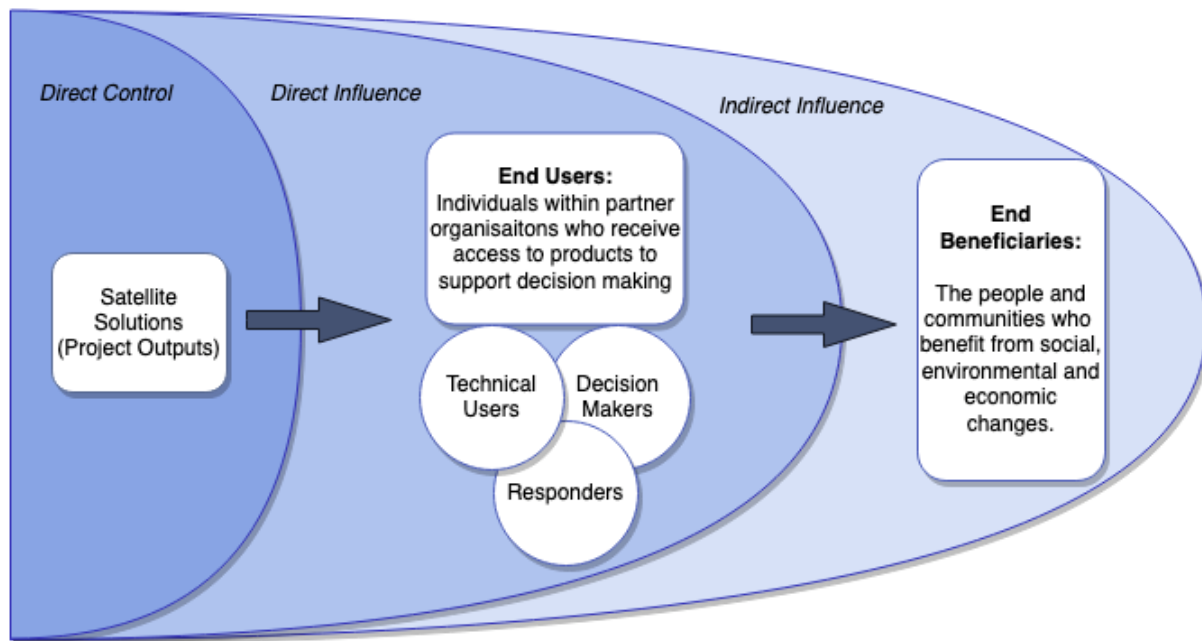 Direct Control
Direct Influence
Indirect Influence
Satellite
Solutions
(Project Outputs)
End Users:
Individuals within partner
organisaitons who receive
access to products to
support decision making
Technical
Users
Decision
Makers
Responders
End
Beneficiaries:
The people and
communities who
benefit from social,
environmental and
economic
changes.